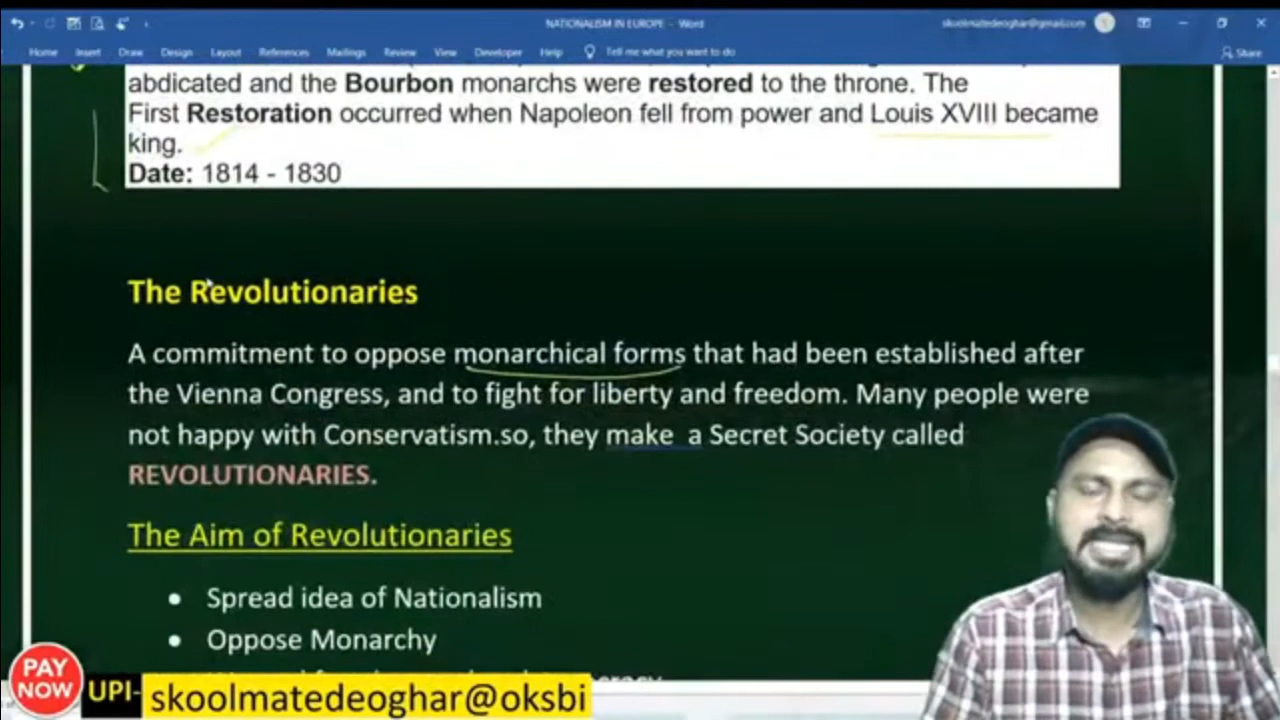 NATIONALISM IN EUROPE - Word
skoolmatedeoghar@gmail.com
Home Insert Draw Design Layout References Mailings Review View Developer Help Tell me what you want to do Share
abdicated and the Bourbon monarchs were restored to the throne. The
First Restoration occurred when Napoleon fell from power and Louis XVIII became
king.
Date: 1814 - 1830
The Revolutionaries
A commitment to oppose monarchical forms that had been established after
the Vienna Congress, and to fight for liberty and freedom. Many people were
not happy with Conservatism.so, they make a Secret Society called
REVOLUTIONARIES.
The Aim of Revolutionaries
• Spread idea of Nationalism
• Oppose Monarchy
PAY
NOW
UPI- skoolmatedeoghar@oksbi